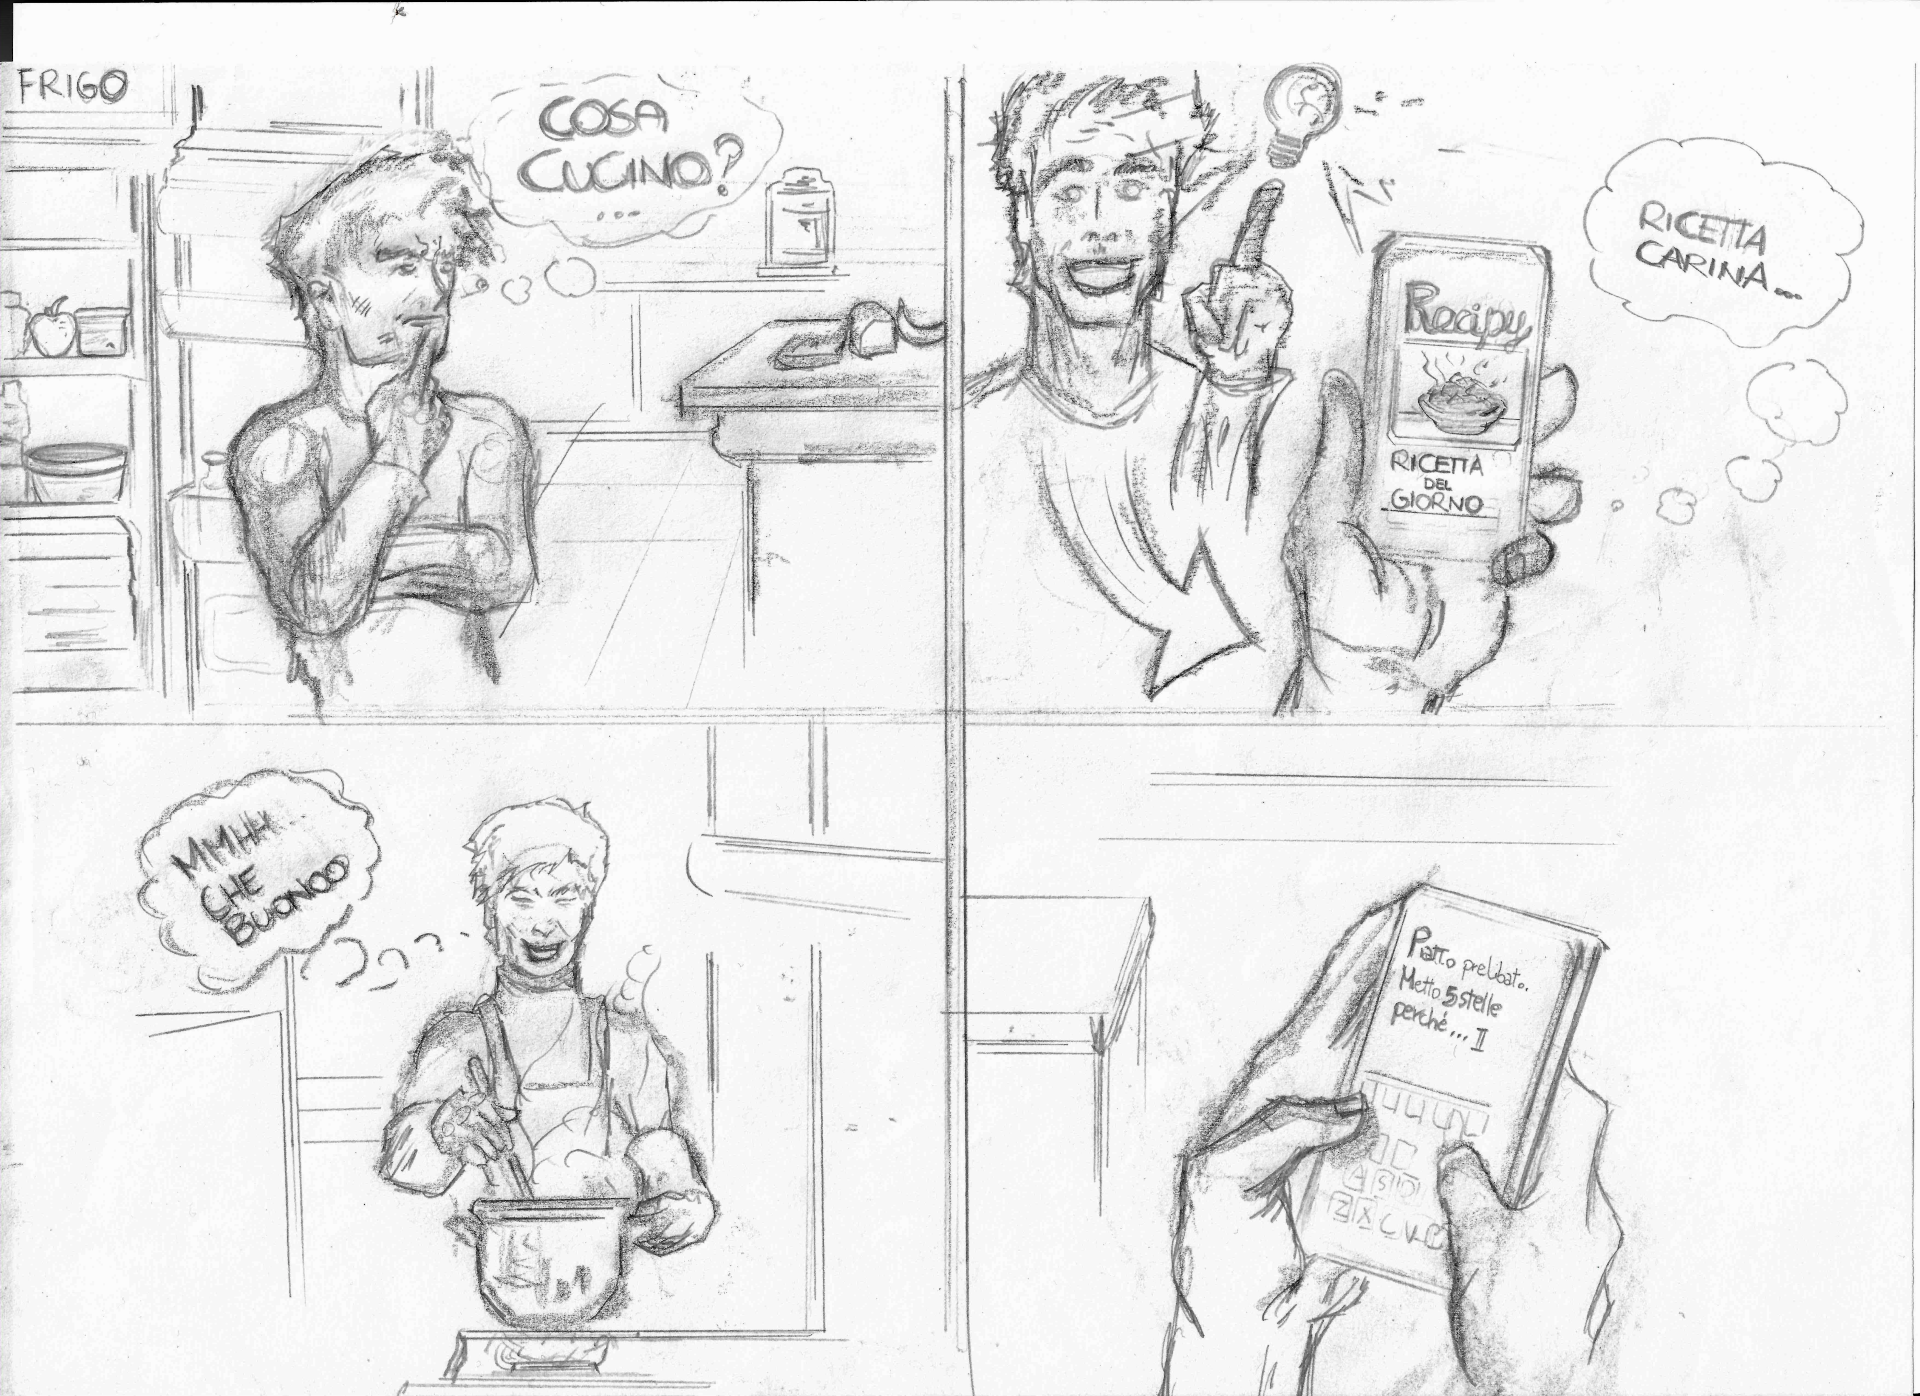 FRIGO
COSA
CUCINO?
...
RICETTA
CARINA...
Recipy
RICETTA
DEL
GIORNO
MMHH...
CHE
BUONOO
Piatto prelibato.
Metto 5 stelle
perché...
A S D
Z X C V